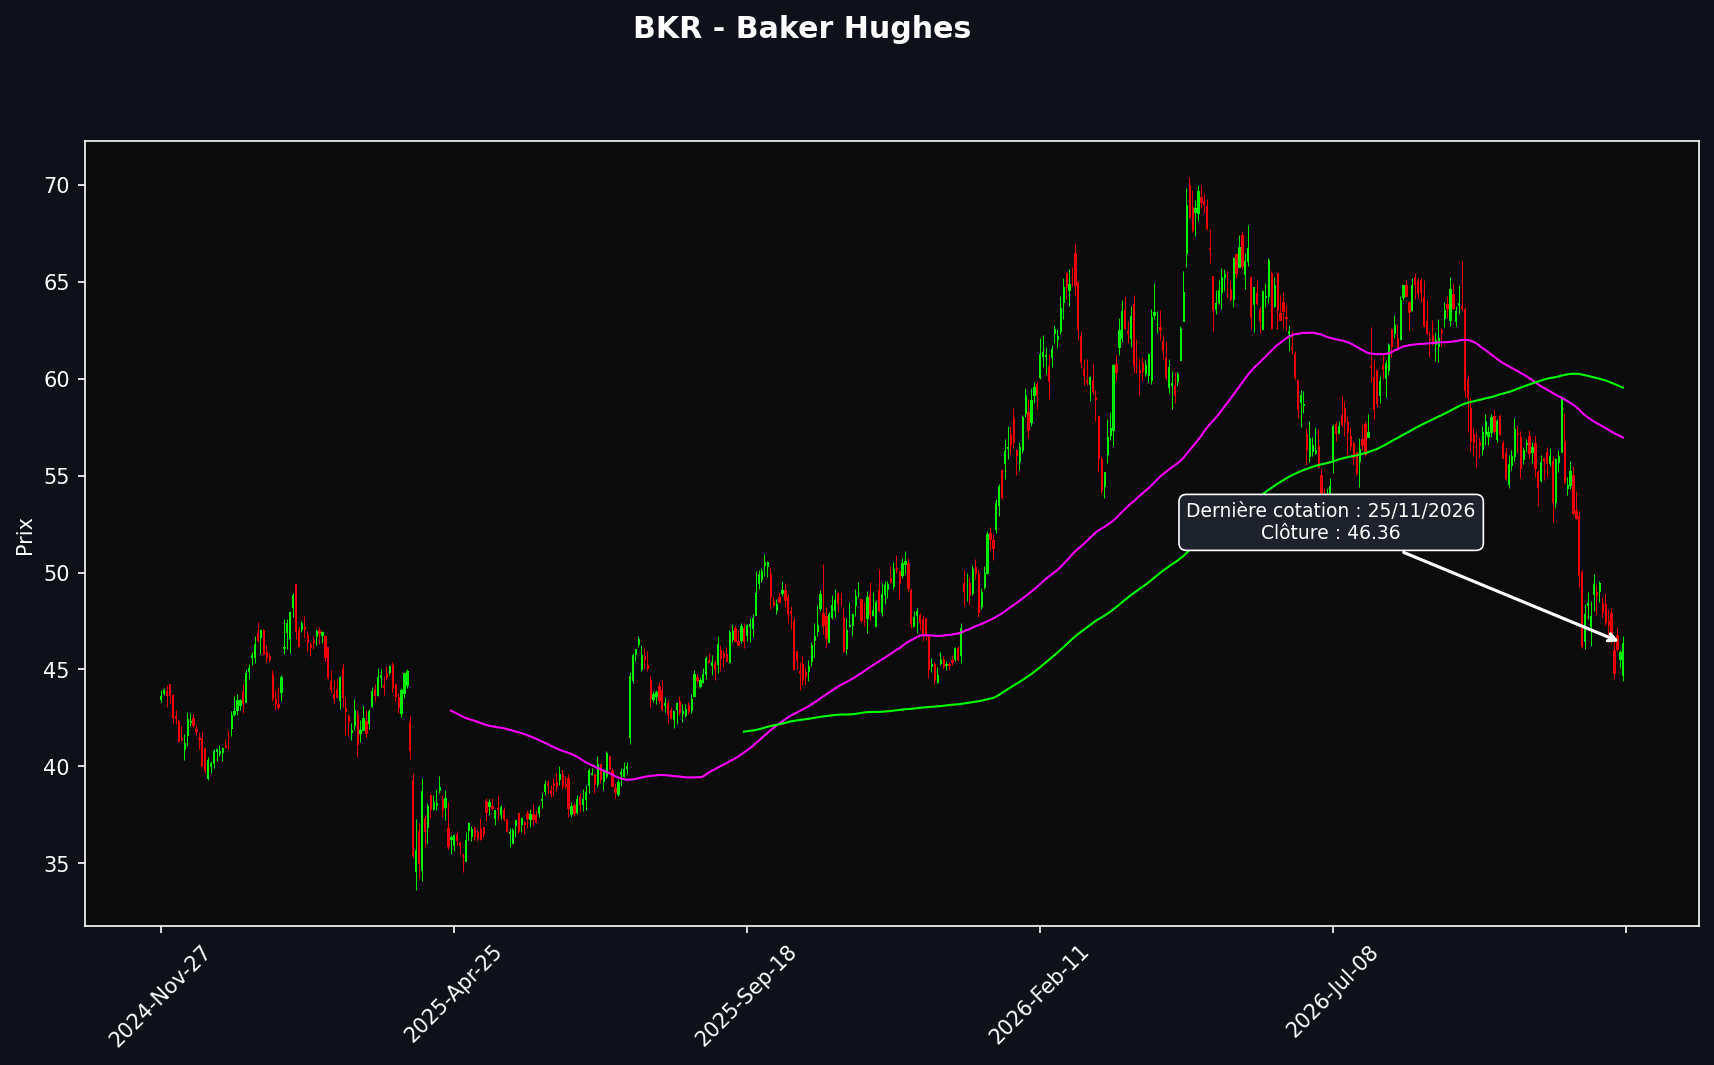 BKR - Baker Hughes
Prix
70
65
60
55
50
45
40
35
Dernière cotation : 25/11/2026
Clôture : 46.36
2024-Nov-27
2025-Apr-25
2025-Sep-18
2026-Feb-11
2026-Jul-08